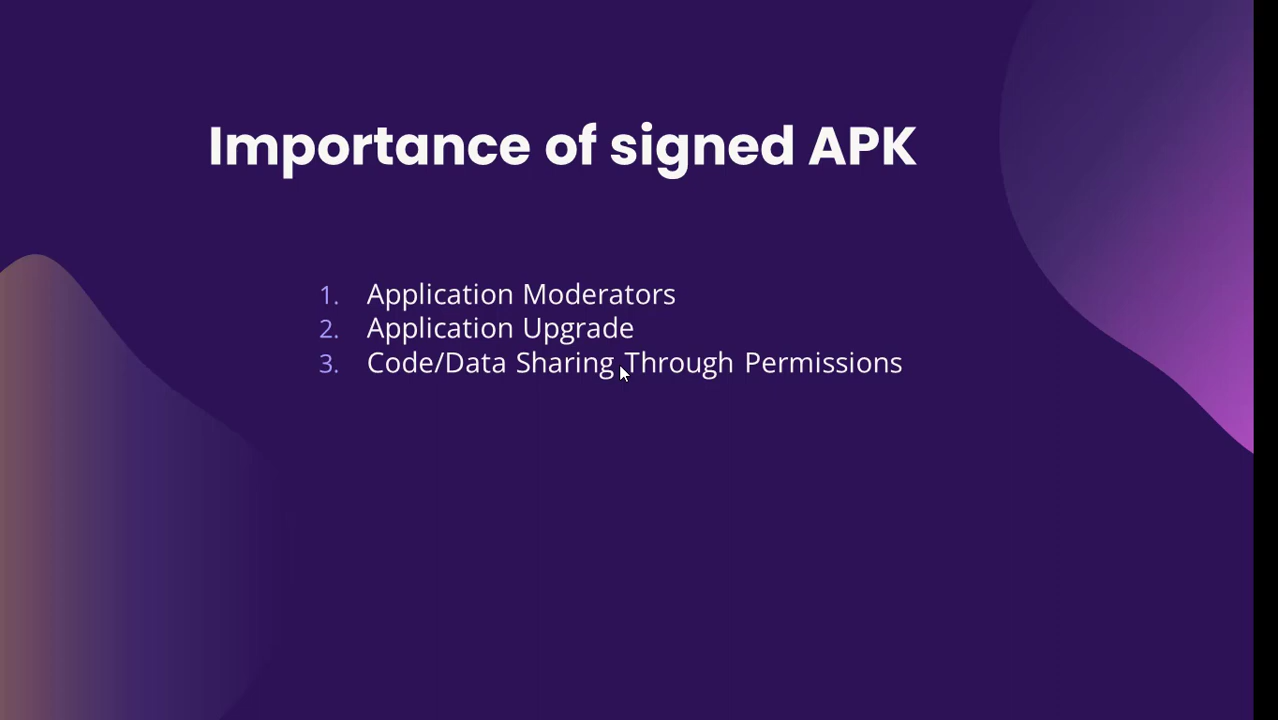 Importance of signed APK
1. Application Moderators
2. Application Upgrade
3. Code/Data Sharing Through Permissions